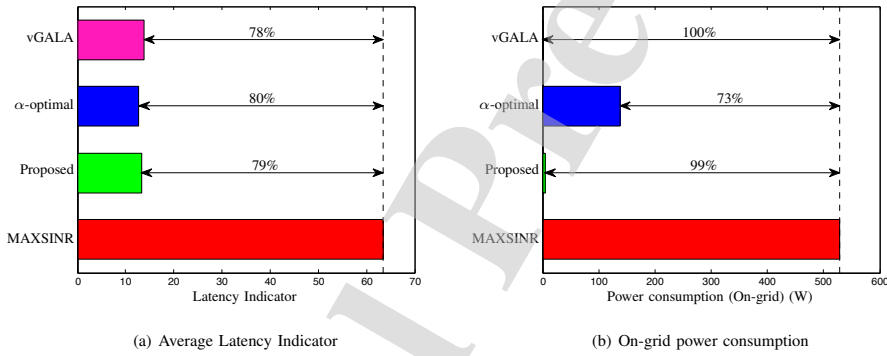 vGALA
78%
α-optimal
80%
Proposed
79%
MAXSINR
0 10 20 30 40 50 60 70
Latency Indicator
(a) Average Latency Indicator
vGALA
100%
α-optimal
73%
Proposed
99%
MAXSINR
0 100 200 300 400 500 600
Power consumption (On-grid) (W)
(b) On-grid power consumption
l Pre